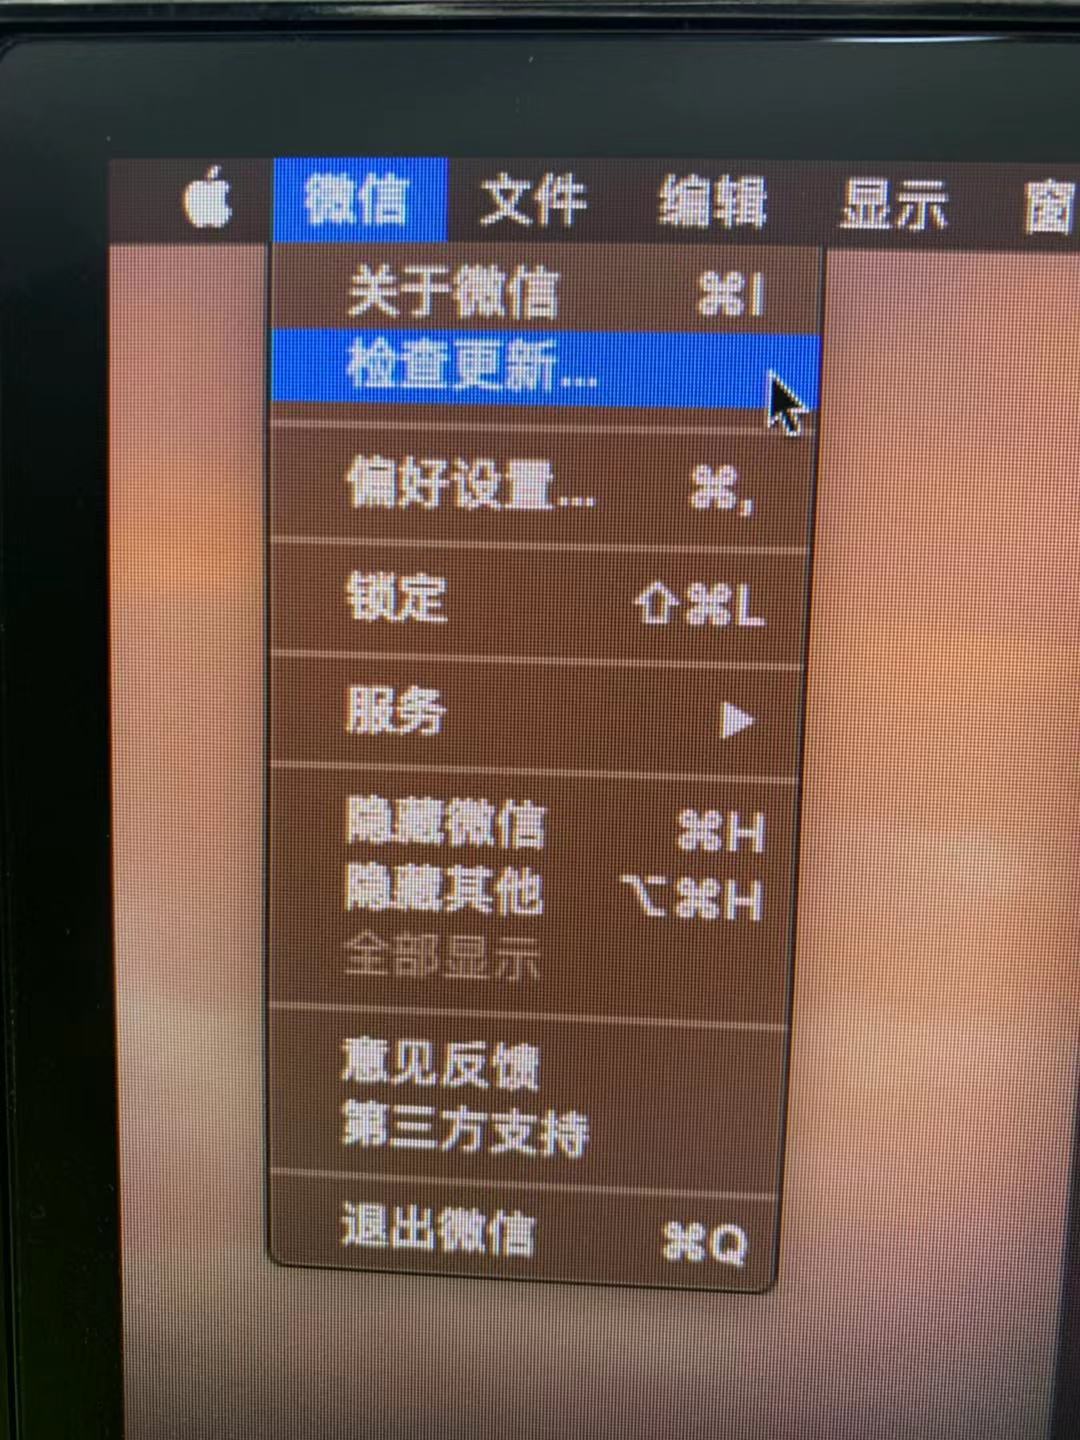 微信 文件 编辑 显示 窗
关于微信 ⌘I
检查更新...
偏好设置... ⌘,
锁定 ⇧⌘L
服务 ▶
隐藏微信 ⌘H
隐藏其他 ⌥⌘H
全部显示
意见反馈
第三方支持
退出微信 ⌘Q